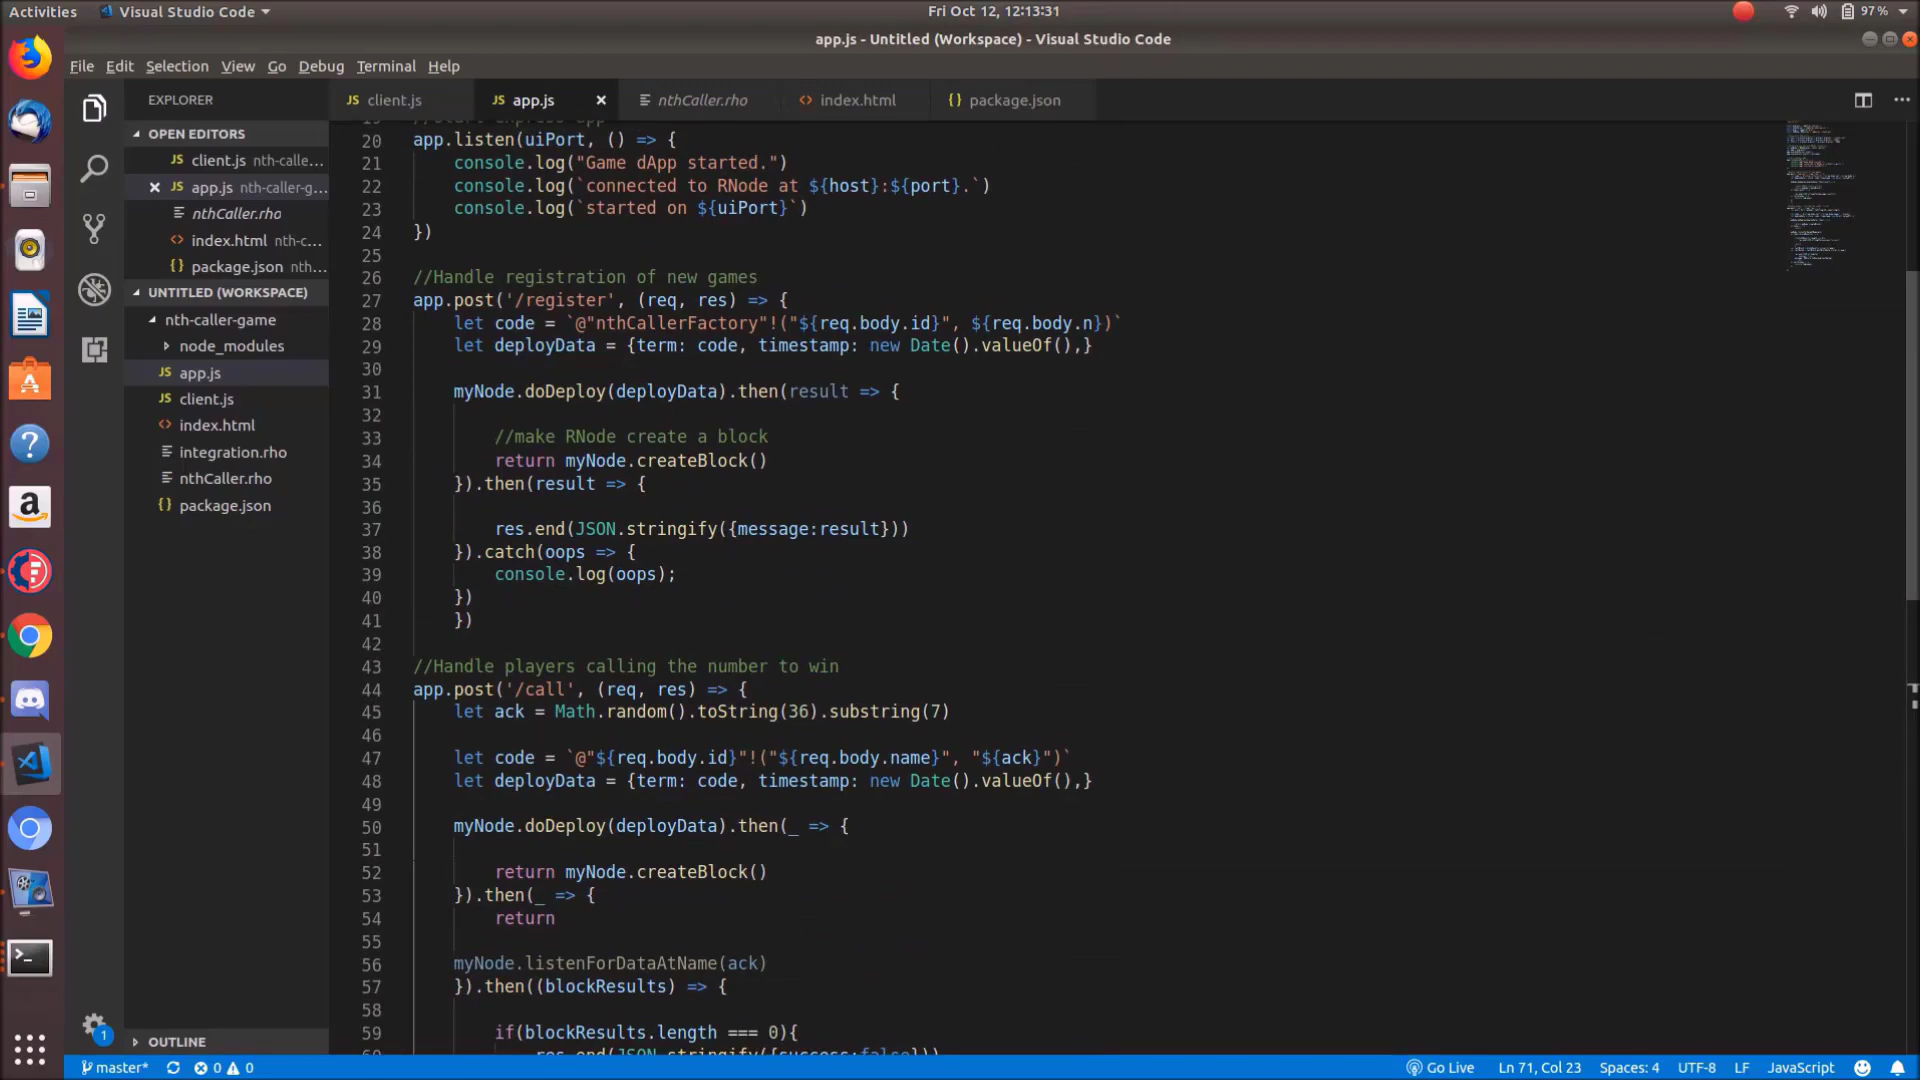 Activities
Visual Studio Code
Fri Oct 12, 12:13:31
97 %
app.js - Untitled (Workspace) - Visual Studio Code
File Edit Selection View Go Debug Terminal Help
EXPLORER
JS client.js
JS app.js
nthCaller.rho
<> index.html
{} package.json
OPEN EDITORS
JS client.js nth-calle...
JS app.js nth-caller-g...
nthCaller.rho
<> index.html nth-c...
{} package.json nth...
UNTITLED (WORKSPACE)
nth-caller-game
node_modules
JS app.js
JS client.js
<> index.html
integration.rho
nthCaller.rho
{} package.json
OUTLINE
20 app.listen(uiPort, () => {
21 console.log("Game dApp started.")
22 console.log(`connected to RNode at ${host}:${port}.`)
23 console.log(`started on ${uiPort}`)
24 })
25
26 //Handle registration of new games
27 app.post('/register', (req, res) => {
28 let code = `@"nthCallerFactory"!("${req.body.id}", ${req.body.n})`
29 let deployData = {term: code, timestamp: new Date().valueOf(),}
30
31 myNode.doDeploy(deployData).then(result => {
32
33 //make RNode create a block
34 return myNode.createBlock()
35 }).then(result => {
36
37 res.end(JSON.stringify({message:result}))
38 }).catch(oops => {
39 console.log(oops);
40 })
41 })
42
43 //Handle players calling the number to win
44 app.post('/call', (req, res) => {
45 let ack = Math.random().toString(36).substring(7)
46
47 let code = `@"${req.body.id}"!("${req.body.name}", "${ack}")`
48 let deployData = {term: code, timestamp: new Date().valueOf(),}
49
50 myNode.doDeploy(deployData).then(_ => {
51
52 return myNode.createBlock()
53 }).then(_ => {
54 return
55
56 myNode.listenForDataAtName(ack)
57 }).then((blockResults) => {
58
59 if(blockResults.length === 0){
res.end(JSON.stringify({success:false}))
1
master*
0
0
Go Live
Ln 71, Col 23
Spaces: 4
UTF-8
LF
JavaScript